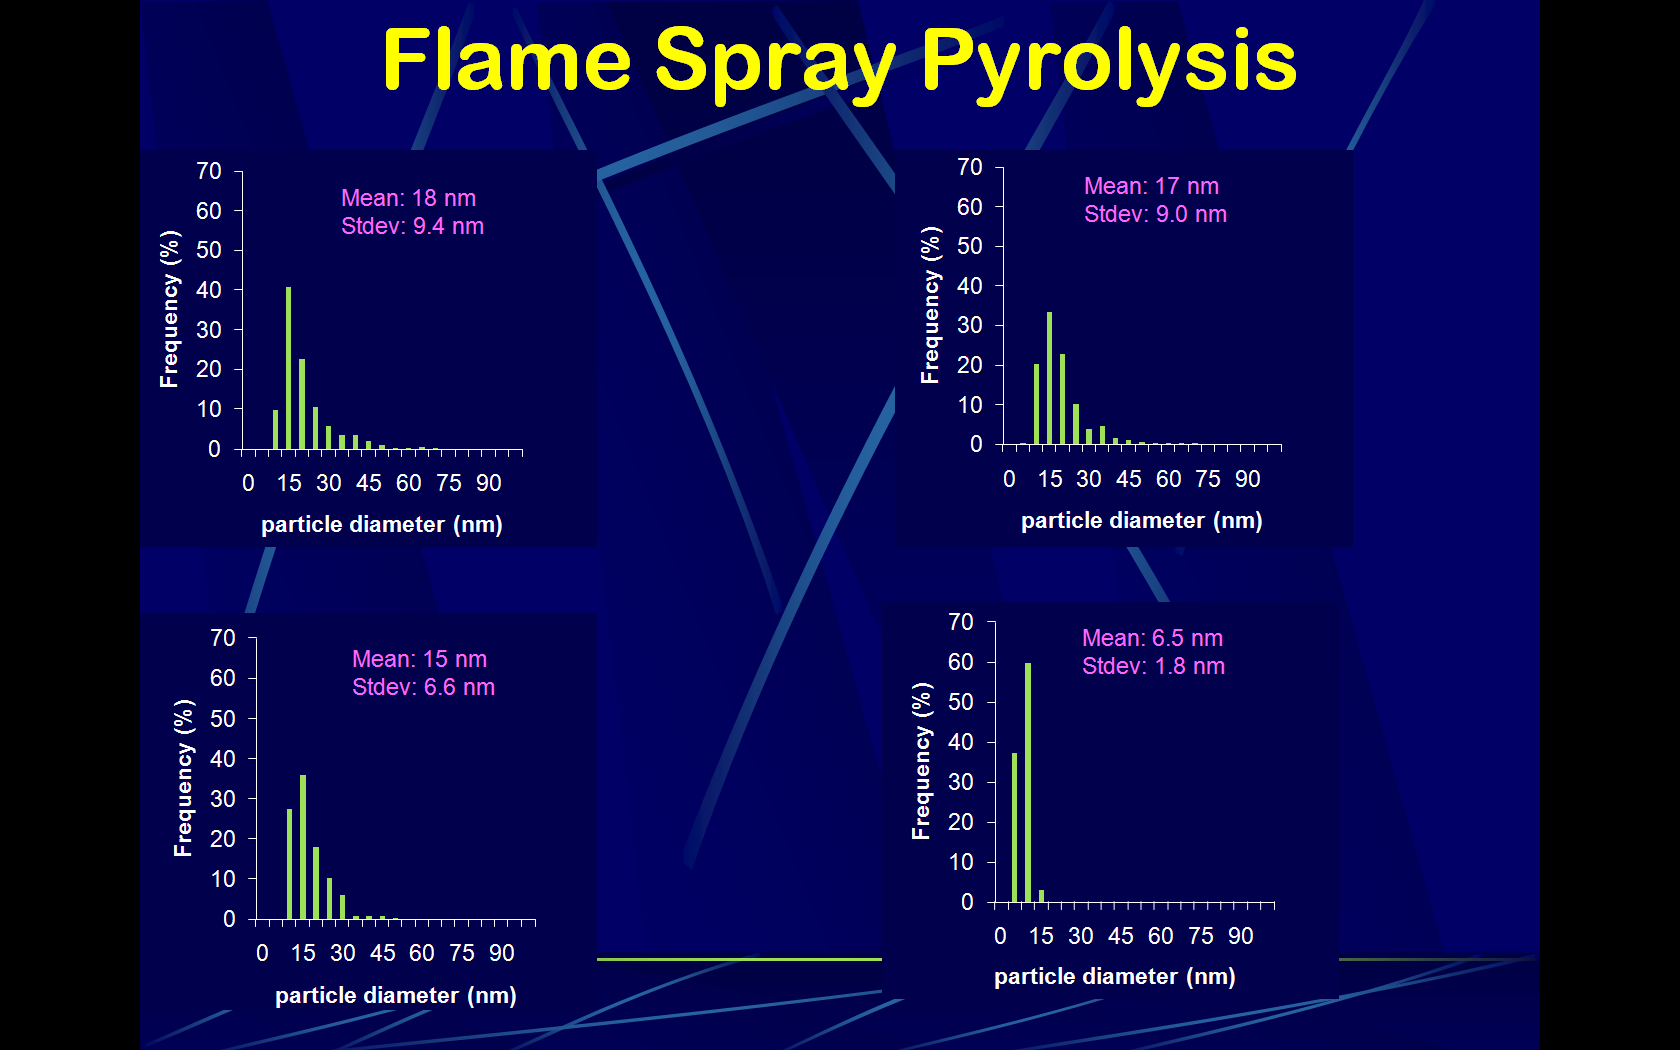 Flame Spray Pyrolysis
Mean: 18 nm
Stdev: 9.4 nm
Frequency (%)
70
60
50
40
30
20
10
0
0 15 30 45 60 75 90
particle diameter (nm)
Mean: 17 nm
Stdev: 9.0 nm
Frequency (%)
70
60
50
40
30
20
10
0
0 15 30 45 60 75 90
particle diameter (nm)
Mean: 15 nm
Stdev: 6.6 nm
Frequency (%)
70
60
50
40
30
20
10
0
0 15 30 45 60 75 90
particle diameter (nm)
Mean: 6.5 nm
Stdev: 1.8 nm
Frequency (%)
70
60
50
40
30
20
10
0
0 15 30 45 60 75 90
particle diameter (nm)